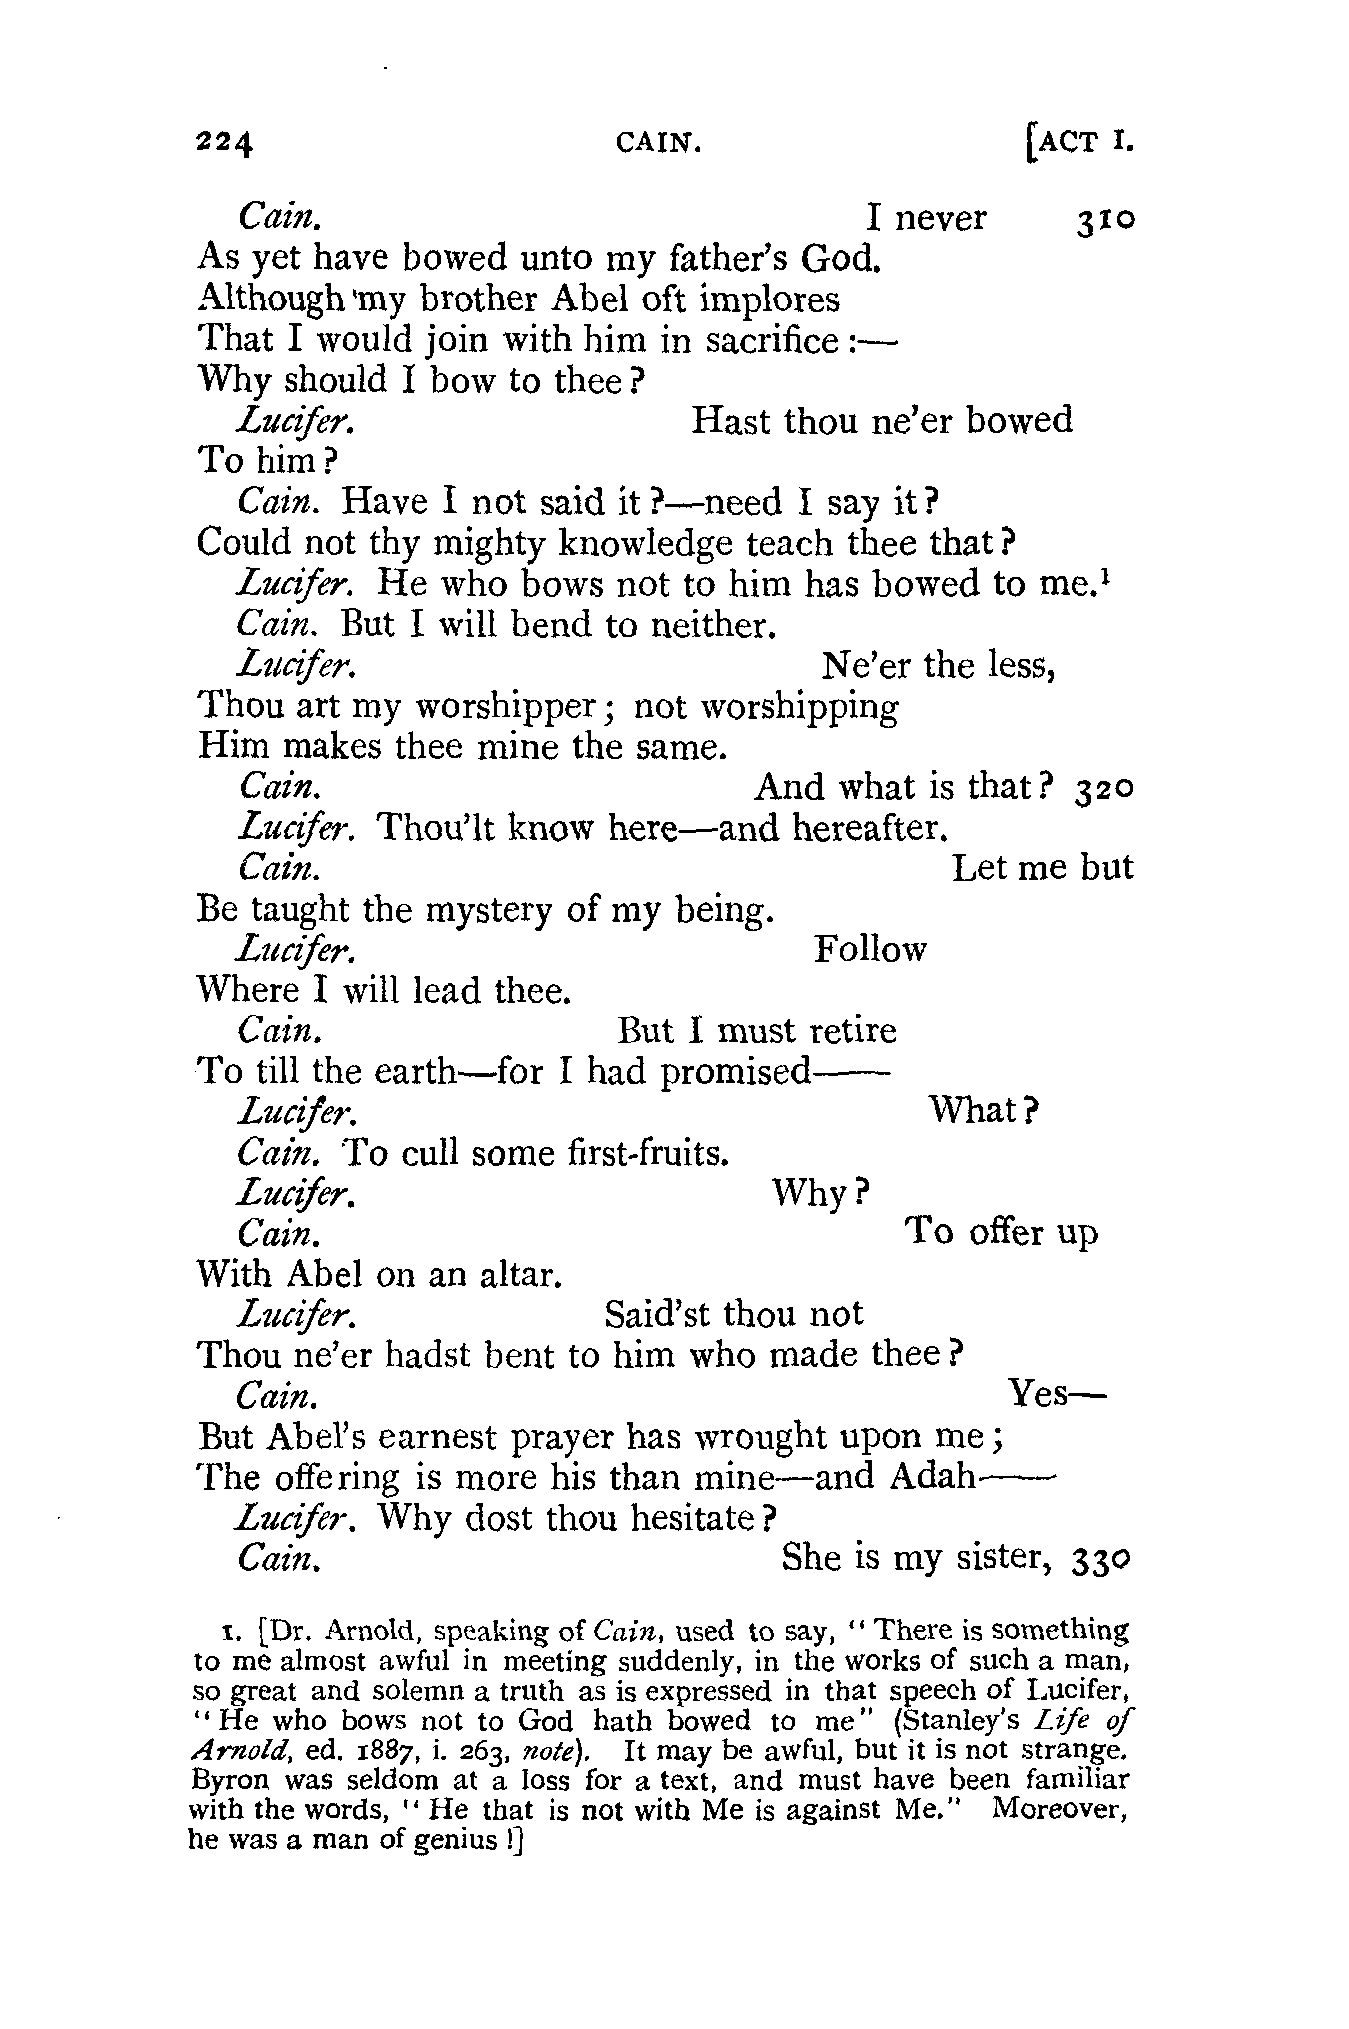 224 CAIN. [ACT I.
Cain. I never 310
As yet have bowed unto my father's God.
Although my brother Abel oft implores
That I would join with him in sacrifice:—
Why should I bow to thee?
Lucifer. Hast thou ne'er bowed
To him?
Cain. Have I not said it?—need I say it?
Could not thy mighty knowledge teach thee that?
Lucifer. He who bows not to him has bowed to me.¹
Cain. But I will bend to neither.
Lucifer. Ne'er the less,
Thou art my worshipper; not worshipping
Him makes thee mine the same.
Cain. And what is that? 320
Lucifer. Thou'lt know here—and hereafter.
Cain. Let me but
Be taught the mystery of my being.
Lucifer. Follow
Where I will lead thee.
Cain. But I must retire
To till the earth—for I had promised——
Lucifer. What?
Cain. To cull some first-fruits.
Lucifer. Why?
Cain. To offer up
With Abel on an altar.
Lucifer. Said'st thou not
Thou ne'er hadst bent to him who made thee?
Cain. Yes—
But Abel's earnest prayer has wrought upon me;
The offering is more his than mine—and Adah——
Lucifer. Why dost thou hesitate?
Cain. She is my sister, 330
1. [Dr. Arnold, speaking of Cain, used to say, "There is something
to me almost awful in meeting suddenly, in the works of such a man,
so great and solemn a truth as is expressed in that speech of Lucifer,
"He who bows not to God hath bowed to me" (Stanley's Life of
Arnold, ed. 1887, i. 263, note). It may be awful, but it is not strange.
Byron was seldom at a loss for a text, and must have been familiar
with the words, "He that is not with Me is against Me." Moreover,
he was a man of genius!]